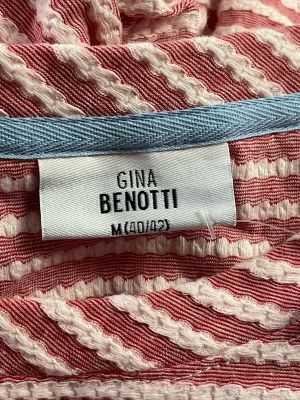 GINA
BENOTTI
M(40/42)